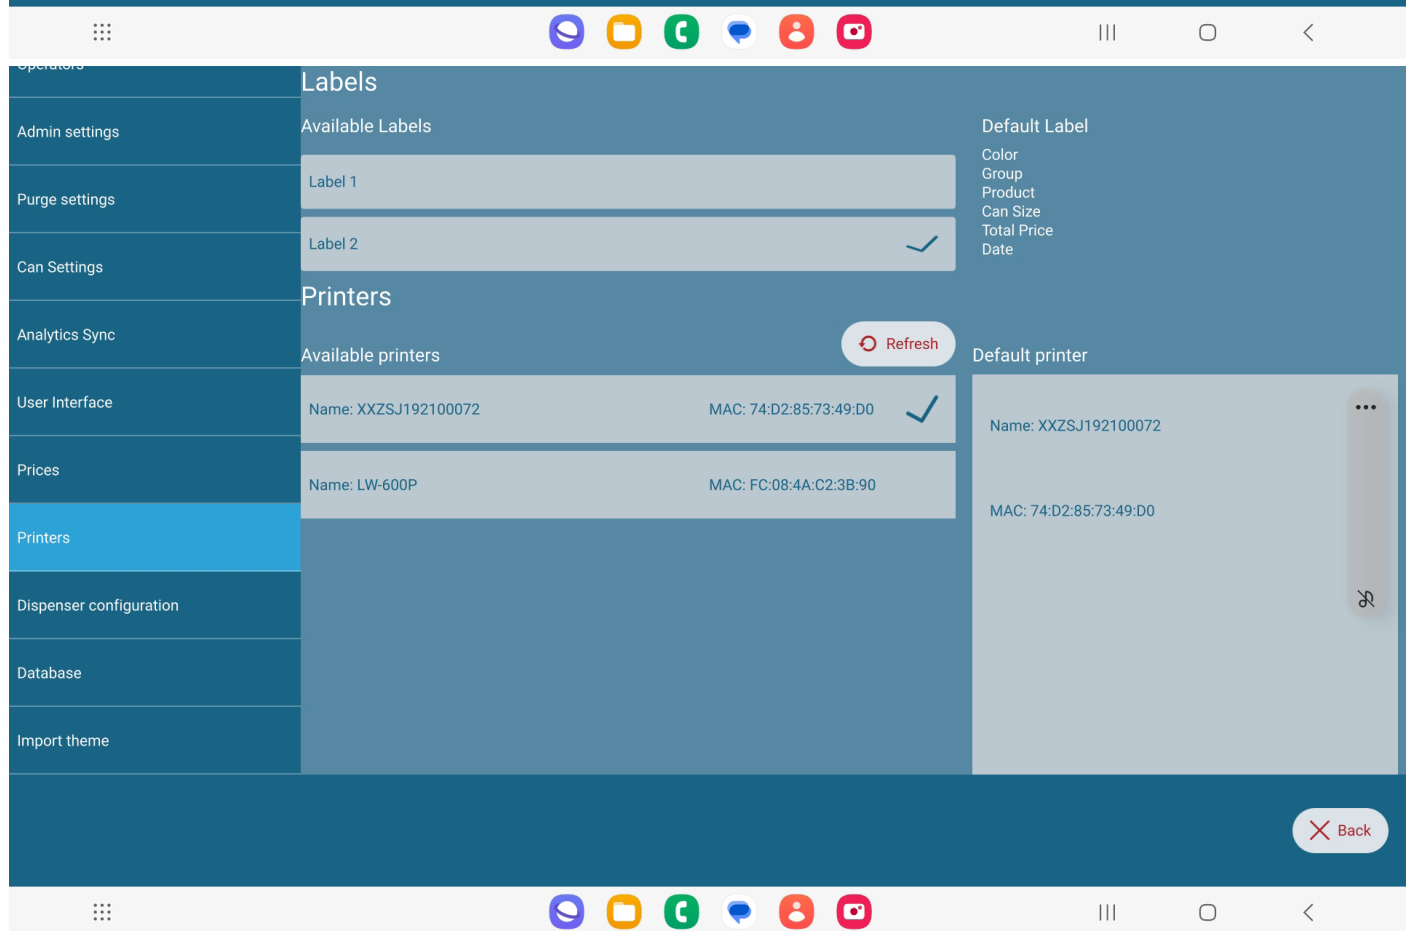 Operators
Labels
Admin settings
Available Labels
Default Label
Color
Label 1
Group
Product
Purge settings
Can Size
Total Price
Label 2
Date
Can Settings
Printers
Analytics Sync
Refresh
Available printers
Default printer
User Interface
Name: XXZSJ192100072 MAC: 74:D2:85:73:49:D0
Name: XXZSJ192100072
Prices
Name: LW-600P MAC: FC:08:4A:C2:3B:90
MAC: 74:D2:85:73:49:D0
Printers
Dispenser configuration
Database
Import theme
Back